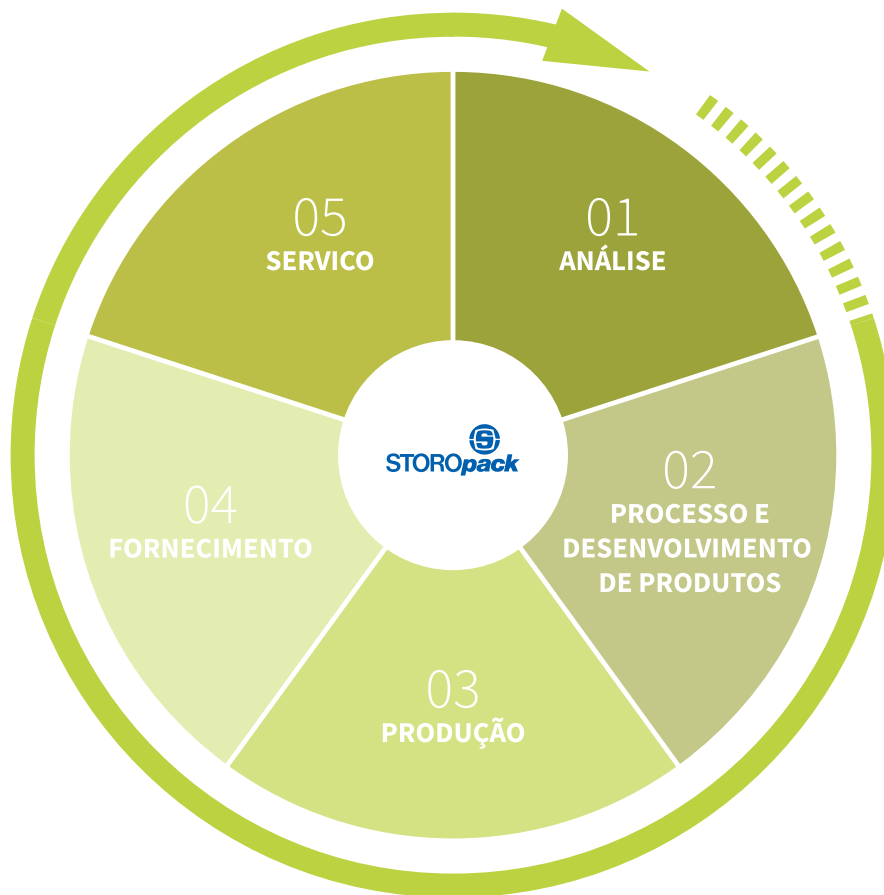 01
ANÁLISE
02
PROCESSO E
DESENVOLVIMENTO
DE PRODUTOS
03
PRODUÇÃO
04
FORNECIMENTO
05
SERVICO
S
STOROpack